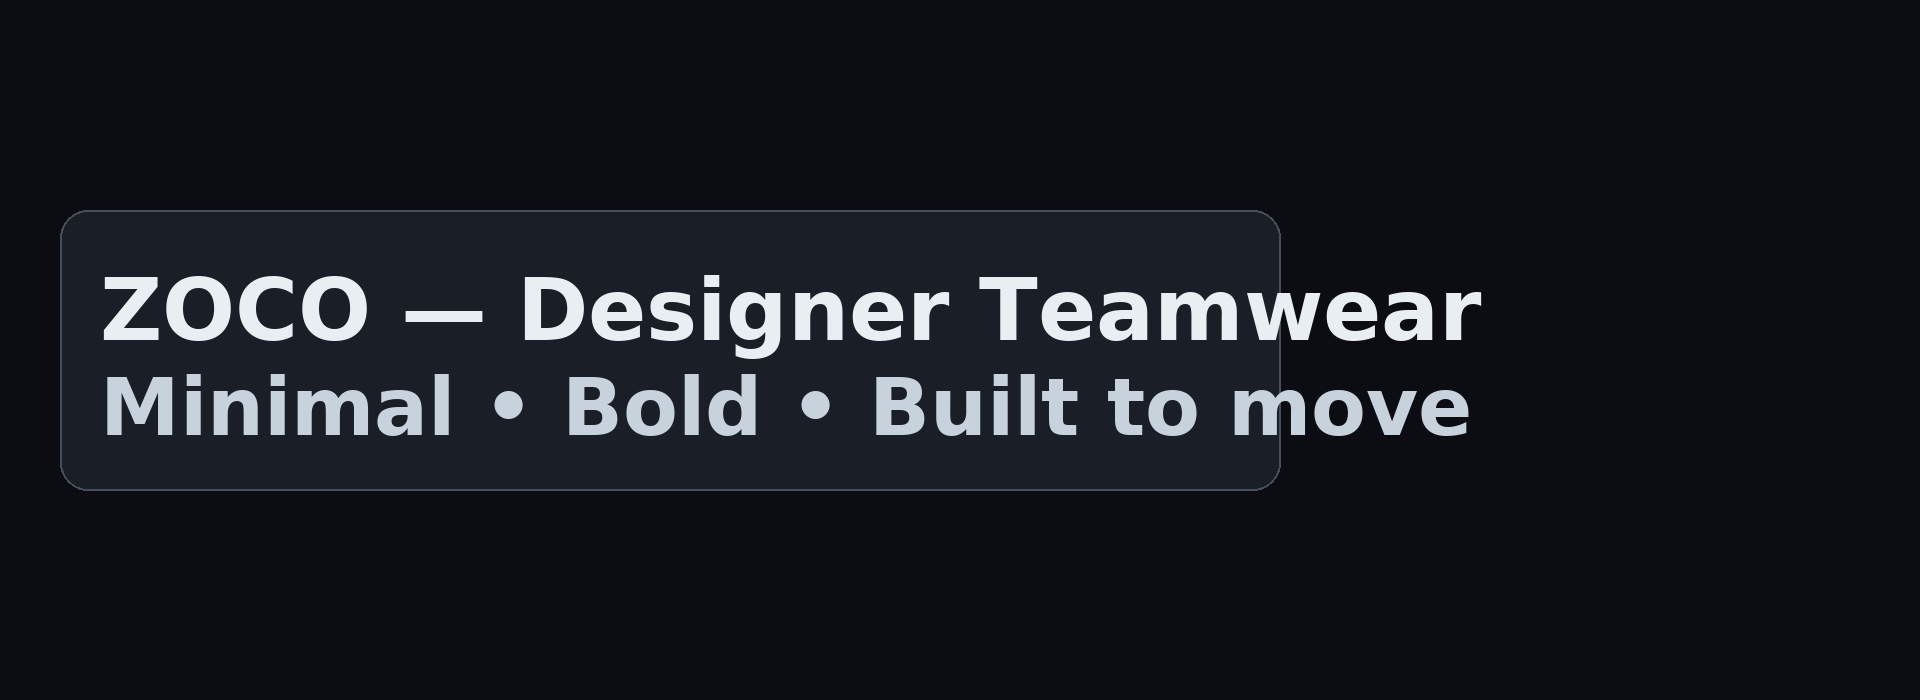 ZOCO — Designer Teamwear
Minimal • Bold • Built to move